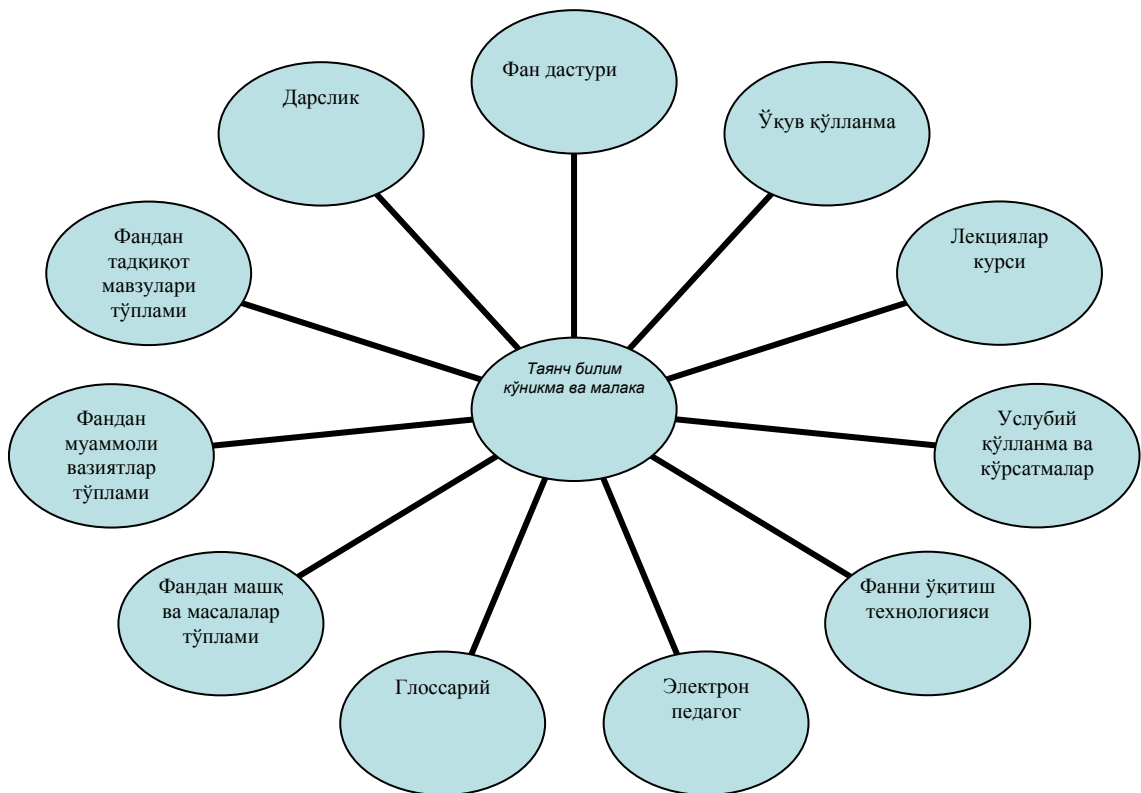 Фан дастури
Дарслик
Ўқув қўлланма
Фандан
тадқиқот
мавзулари
тўплами
Лекциялар
курси
Таянч билим
кўникма ва малака
Фандан
муаммоли
вазиятлар
тўплами
Услубий
қўлланма ва
кўрсатмалар
Фандан машқ
ва масалалар
тўплами
Фанни ўқитиш
технологияси
Глоссарий
Электрон
педагог